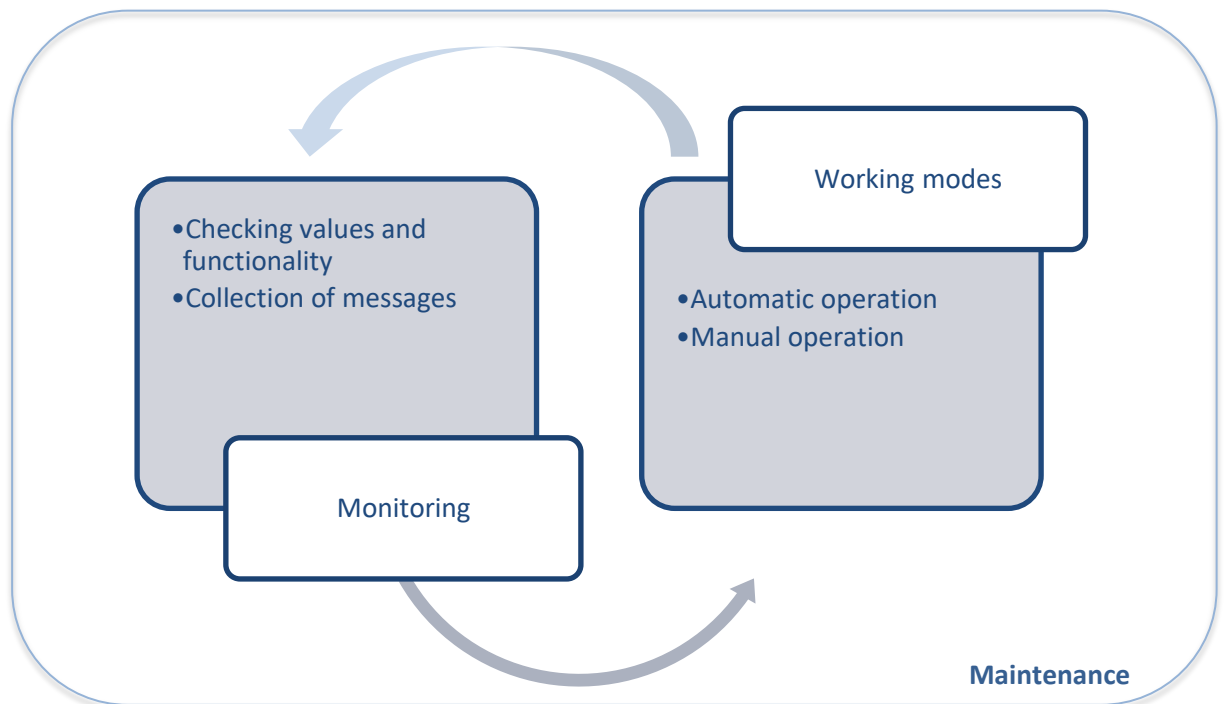 •Checking values and
functionality
•Collection of messages
Monitoring
Working modes
•Automatic operation
•Manual operation
Maintenance